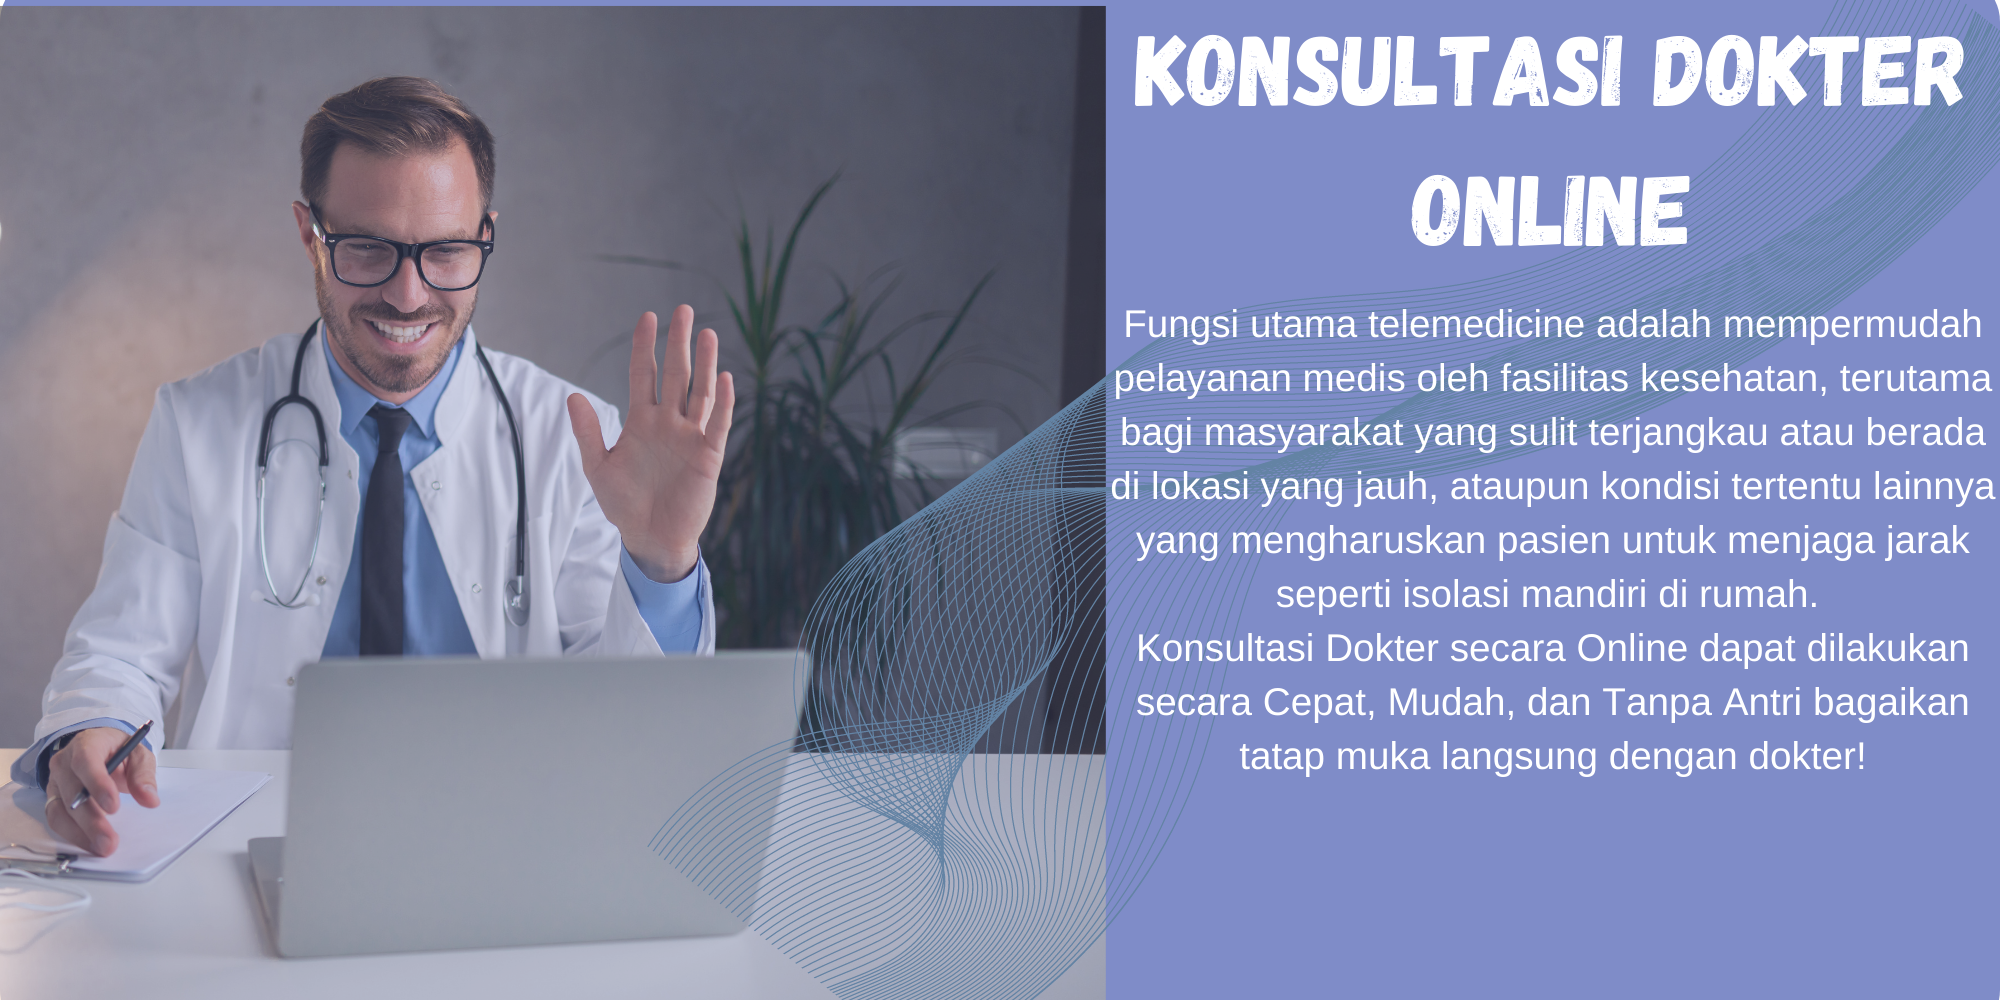 KONSULTASI DOKTER
ONLINE
Fungsi utama telemedicine adalah mempermudah
pelayanan medis oleh fasilitas kesehatan, terutama
bagi masyarakat yang sulit terjangkau atau berada
di lokasi yang jauh, ataupun kondisi tertentu lainnya
yang mengharuskan pasien untuk menjaga jarak
seperti isolasi mandiri di rumah.
Konsultasi Dokter secara Online dapat dilakukan
secara Cepat, Mudah, dan Tanpa Antri bagaikan
tatap muka langsung dengan dokter!